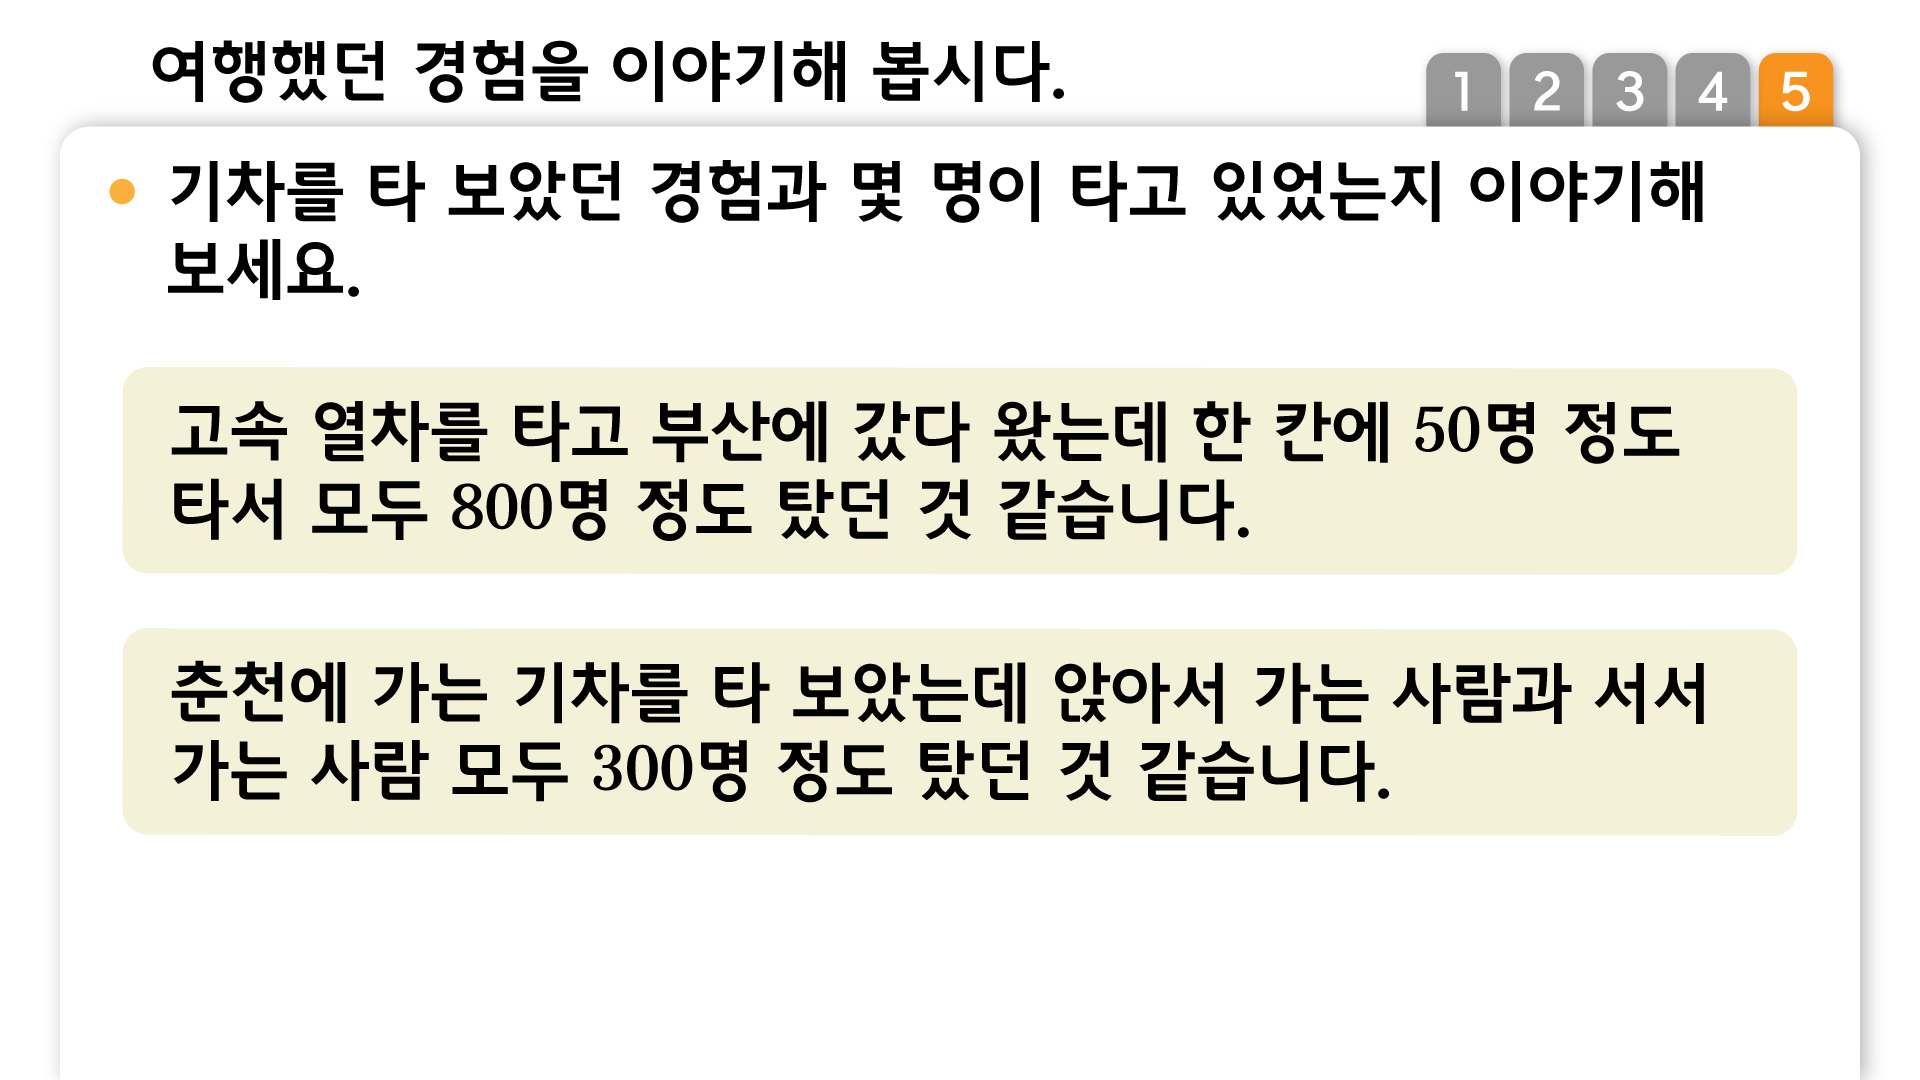 여행했던 경험을 이야기해 봅시다.
1 2 3 4 5
기차를 타 보았던 경험과 몇 명이 타고 있었는지 이야기해
보세요.
고속 열차를 타고 부산에 갔다 왔는데 한 칸에 50명 정도
타서 모두 800명 정도 탔던 것 같습니다.
춘천에 가는 기차를 타 보았는데 앉아서 가는 사람과 서서
가는 사람 모두 300명 정도 탔던 것 같습니다.